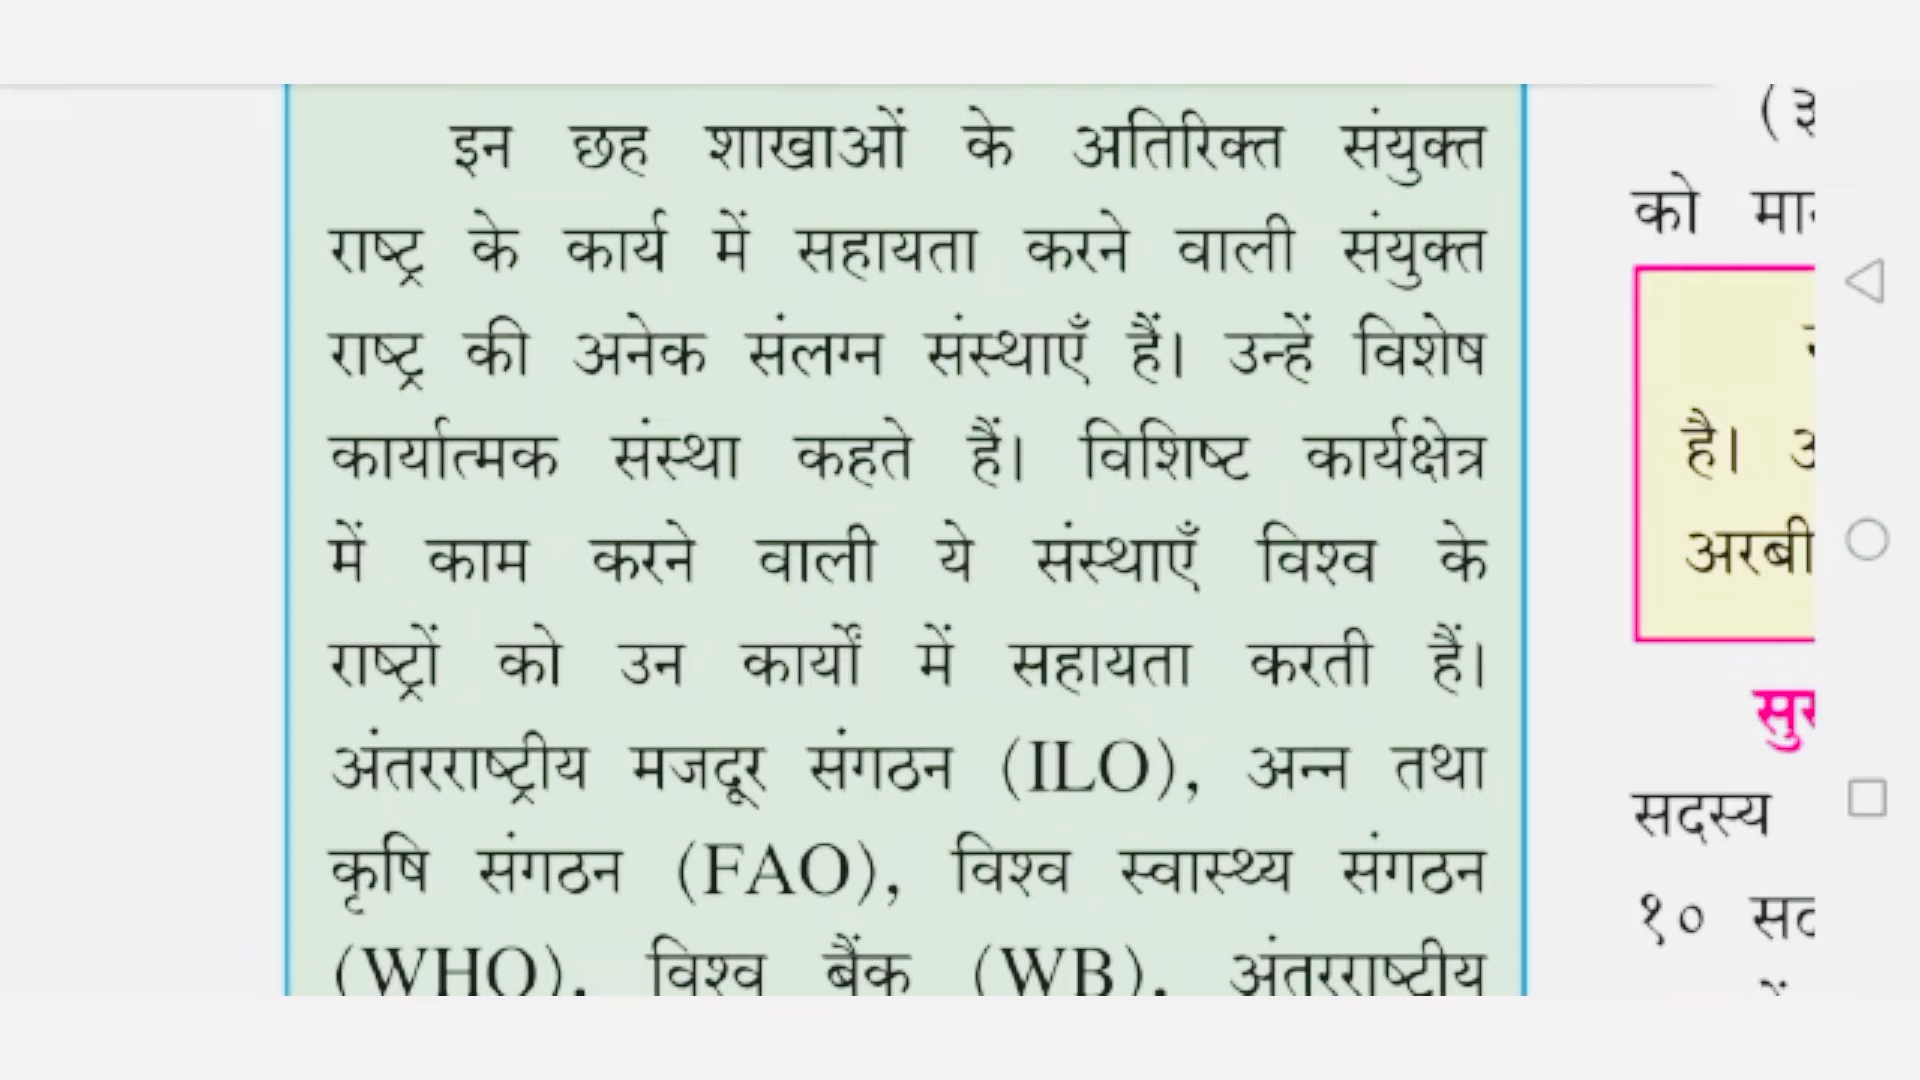 इन छह शाखाओं के अतिरिक्त संयुक्त
राष्ट्र के कार्य में सहायता करने वाली संयुक्त
राष्ट्र की अनेक संलग्न संस्थाएँ हैं। उन्हें विशेष
कार्यात्मक संस्था कहते हैं। विशिष्ट कार्यक्षेत्र
में काम करने वाली ये संस्थाएँ विश्व के
राष्ट्रों को उन कार्यों में सहायता करती हैं।
अंतरराष्ट्रीय मजदूर संगठन (ILO), अन्न तथा
कृषि संगठन (FAO), विश्व स्वास्थ्य संगठन
(WHO), विश्व बैंक (WB), अंतरराष्ट्रीय
(३
को
है।
अरबी
सदस्य
१०